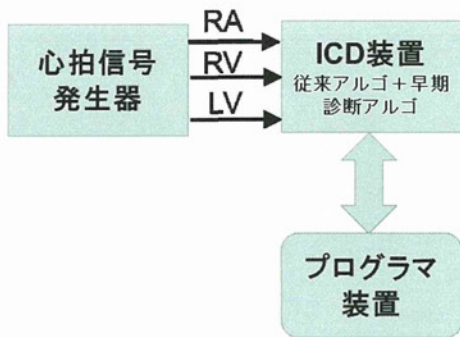 心拍信号
発生器
RA
RV
LV
ICD装置
従来アルゴ＋早期
診断アルゴ
プログラマ
装置